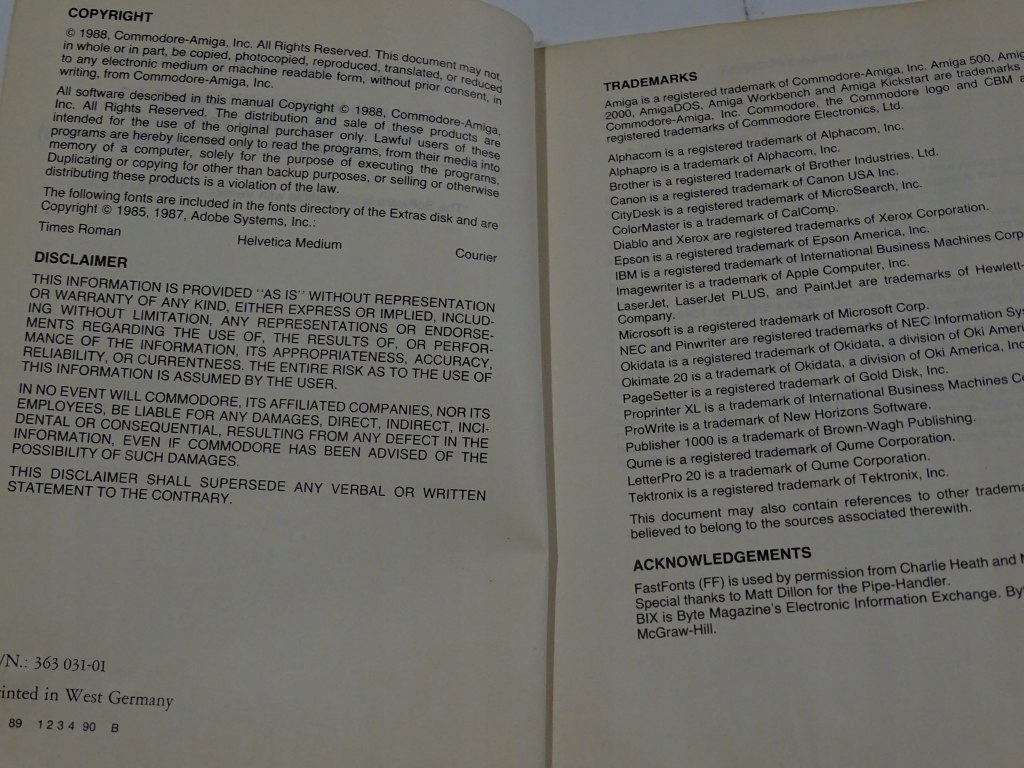 COPYRIGHT
© 1988, Commodore-Amiga, Inc. All Rights Reserved. This document may not,
in whole or in part, be copied, photocopied, reproduced, translated, or reduced
to any electronic medium or machine readable form, without prior consent, in
writing, from Commodore-Amiga, Inc.
All software described in this manual Copyright © 1988, Commodore-Amiga,
Inc. All Rights Reserved. The distribution and sale of these products are
intended for the use of the original purchaser only. Lawful users of these
programs are hereby licensed only to read the programs, from their media into
memory of a computer, solely for the purpose of executing the programs.
Duplicating or copying for other than backup purposes, or selling or otherwise
distributing these products is a violation of the law.
The following fonts are included in the fonts directory of the Extras disk and are
Copyright © 1985, 1987, Adobe Systems, Inc.:
Times Roman Helvetica Medium Courier
DISCLAIMER
THIS INFORMATION IS PROVIDED "AS IS" WITHOUT REPRESENTATION
OR WARRANTY OF ANY KIND, EITHER EXPRESS OR IMPLIED, INCLUD-
ING WITHOUT LIMITATION, ANY REPRESENTATIONS OR ENDORSE-
MENTS REGARDING THE USE OF, THE RESULTS OF, OR PERFOR-
MANCE OF THE INFORMATION, ITS APPROPRIATENESS, ACCURACY,
RELIABILITY, OR CURRENTNESS. THE ENTIRE RISK AS TO THE USE OF
THIS INFORMATION IS ASSUMED BY THE USER.
IN NO EVENT WILL COMMODORE, ITS AFFILIATED COMPANIES, NOR ITS
EMPLOYEES, BE LIABLE FOR ANY DAMAGES, DIRECT, INDIRECT, INCI-
DENTAL OR CONSEQUENTIAL, RESULTING FROM ANY DEFECT IN THE
INFORMATION, EVEN IF COMMODORE HAS BEEN ADVISED OF THE
POSSIBILITY OF SUCH DAMAGES.
THIS DISCLAIMER SHALL SUPERSEDE ANY VERBAL OR WRITTEN
STATEMENT TO THE CONTRARY.
/N.: 363 031-01
inted in West Germany
89 1 2 3 4 90 B
TRADEMARKS
Amiga is a registered trademark of Commodore-Amiga, Inc. Amiga 500, Amiga
2000, AmigaDOS, Amiga Workbench and Amiga Kickstart are trademarks
Commodore-Amiga, Inc. Commodore, the Commodore logo and CBM a
registered trademarks of Commodore Electronics, Ltd.
Alphacom is a registered trademark of Alphacom, Inc.
Alphapro is a trademark of Alphacom, Inc.
Brother is a registered trademark of Brother Industries, Ltd.
Canon is a registered trademark of Canon USA Inc.
CityDesk is a registered trademark of MicroSearch, Inc.
ColorMaster is a trademark of CalComp.
Diablo and Xerox are registered trademarks of Xerox Corporation.
Epson is a registered trademark of Epson America, Inc.
IBM is a registered trademark of International Business Machines Corp
Imagewriter is a trademark of Apple Computer, Inc.
LaserJet, LaserJet PLUS, and PaintJet are trademarks of Hewlett-
Company.
Microsoft is a registered trademark of Microsoft Corp.
NEC and Pinwriter are registered trademarks of NEC Information Sys
Okidata is a registered trademark of Okidata, a division of Oki Ameri
Okimate 20 is a trademark of Okidata, a division of Oki America, Inc
PageSetter is a registered trademark of Gold Disk, Inc.
Proprinter XL is a trademark of International Business Machines Co
ProWrite is a trademark of New Horizons Software.
Publisher 1000 is a trademark of Brown-Wagh Publishing.
Qume is a registered trademark of Qume Corporation.
LetterPro 20 is a trademark of Qume Corporation.
Tektronix is a registered trademark of Tektronix, Inc.
This document may also contain references to other tradema
believed to belong to the sources associated therewith.
ACKNOWLEDGEMENTS
FastFonts (FF) is used by permission from Charlie Heath and
Special thanks to Matt Dillon for the Pipe-Handler.
BIX is Byte Magazine's Electronic Information Exchange. By
McGraw-Hill.